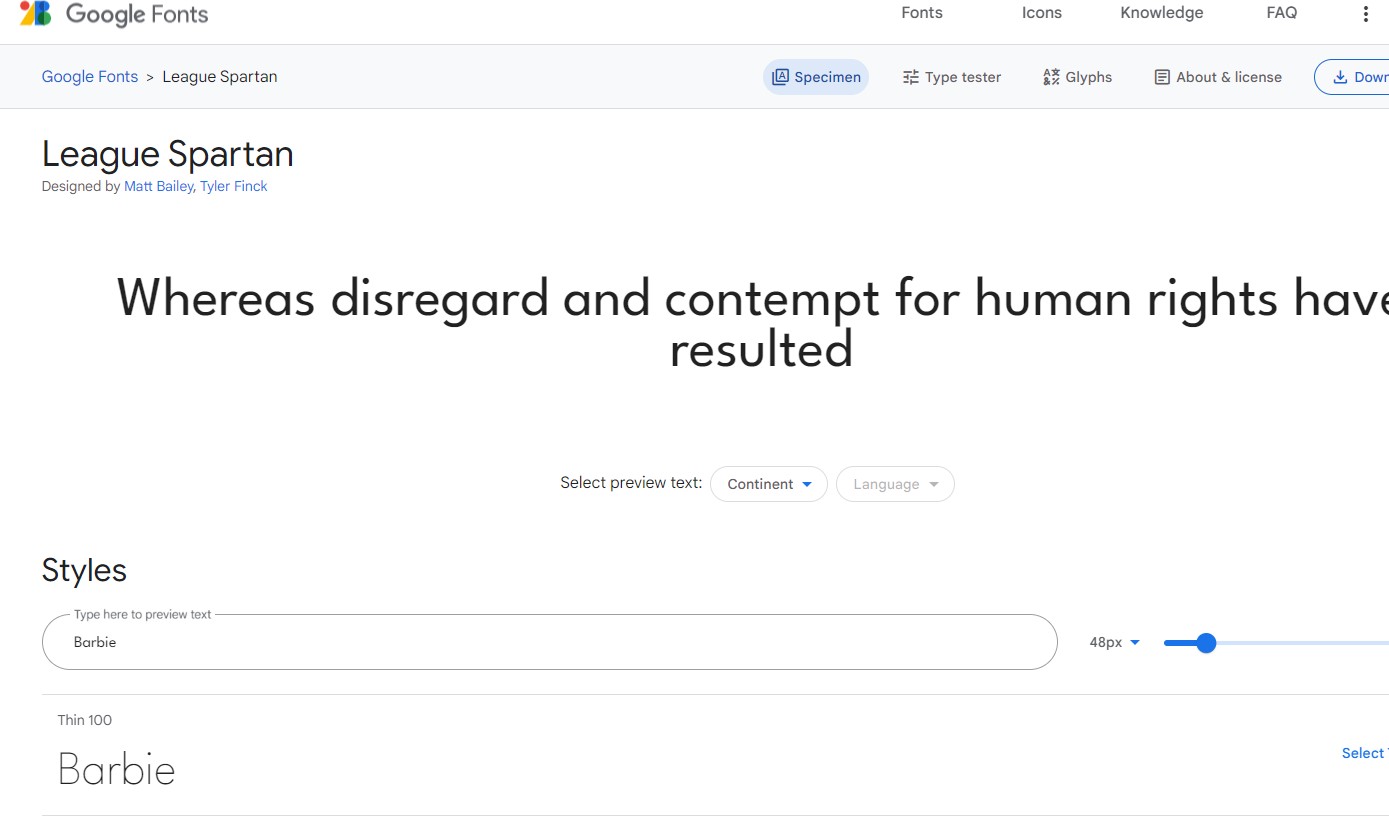 Google Fonts
Fonts Icons Knowledge FAQ
Google Fonts > League Spartan
Specimen Type tester Glyphs About & license Down
League Spartan
Designed by Matt Bailey, Tyler Finck
Whereas disregard and contempt for human rights have
resulted
Select preview text: Continent Language
Styles
Type here to preview text
Barbie
48px
Thin 100
Barbie
Select